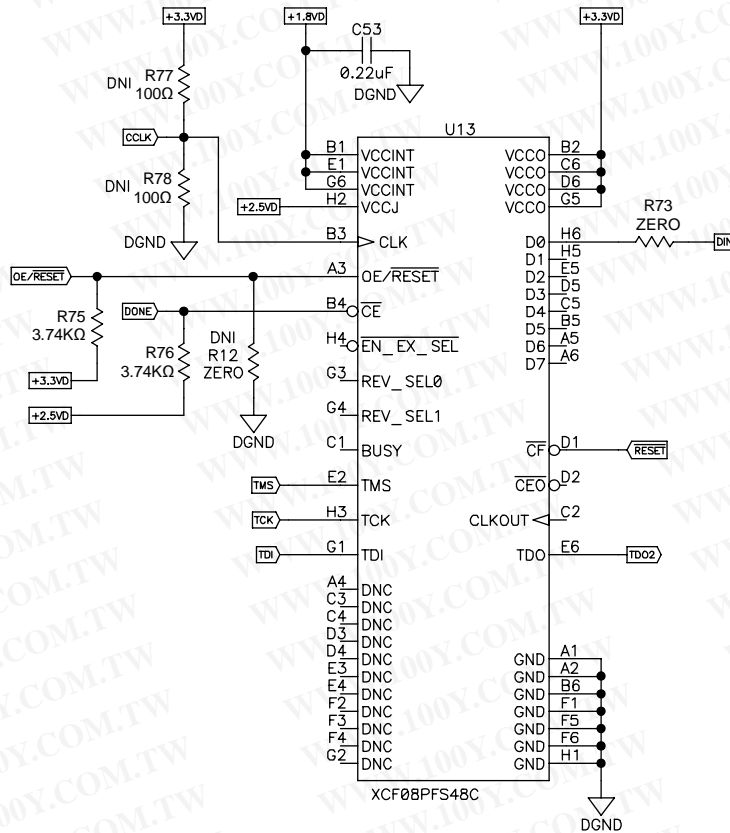 +3.3VD
+1.8VD
+3.3VD
C53
0.22uF
DGND
DNI
R77
100Ω
CCLK
DNI
R78
100Ω
DGND
+2.5VD
U13
B1 VCCINT
E1 VCCINT
G6 VCCINT
H2 VCCJ
B3 CLK
A3 OE/RESET
B4 CE
H4 EN_EX_SEL
G3 REV_SEL0
G4 REV_SEL1
C1 BUSY
E2 TMS
H3 TCK
G1 TDI
A4 DNC
C3 DNC
C4 DNC
D3 DNC
D4 DNC
E3 DNC
E4 DNC
F2 DNC
F3 DNC
F4 DNC
G2 DNC
VCCO B2
VCCO C6
VCCO D6
VCCO G5
D0 H6
D1 H5
D2 E5
D3 D5
D4 C5
D5 B5
D6 A5
D7 A6
CF D1
CEO D2
CLKOUT C2
TDO E6
GND A1
GND A2
GND B6
GND F1
GND F5
GND F6
GND H1
XCF08PFS48C
R73
ZERO
DIN
OE/RESET
R75
3.74KΩ
+3.3VD
DONE
R76
3.74KΩ
+2.5VD
DNI
R12
ZERO
DGND
TMS
TCK
TDI
RESET
TDO2
DGND
WWW.100Y.COM.TW